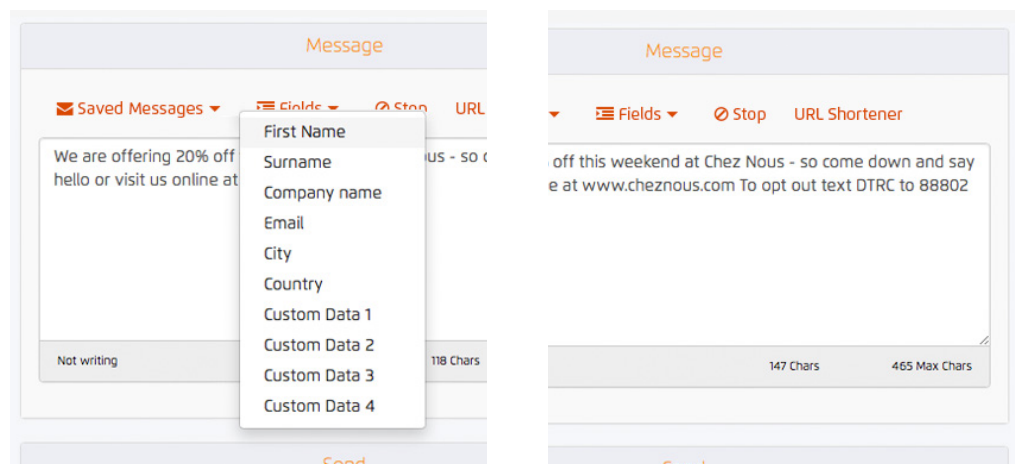 Message
Saved Messages Fields Stop URL
We are offering 20% off us - so
hello or visit us online at
First Name
Surname
Company name
Email
City
Country
Custom Data 1
Custom Data 2
Custom Data 3
Custom Data 4
Not writing 118 Chars
Send
Message
Fields Stop URL Shortener
off this weekend at Chez Nous - so come down and say
at www.cheznous.com To opt out text DTRC to 88802
147 Chars 465 Max Chars